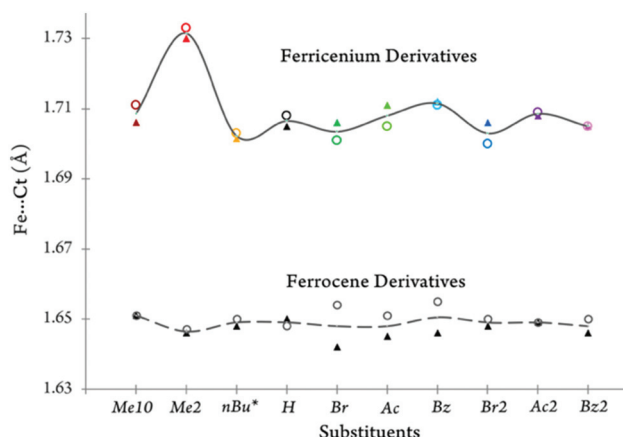 1.73
Ferricenium Derivatives
1.71
1.69
Fe···Ct (Å)
1.67
Ferrocene Derivatives
1.65
1.63
Me10 Me2 nBu* H Br Ac Bz Br2 Ac2 Bz2
Substituents